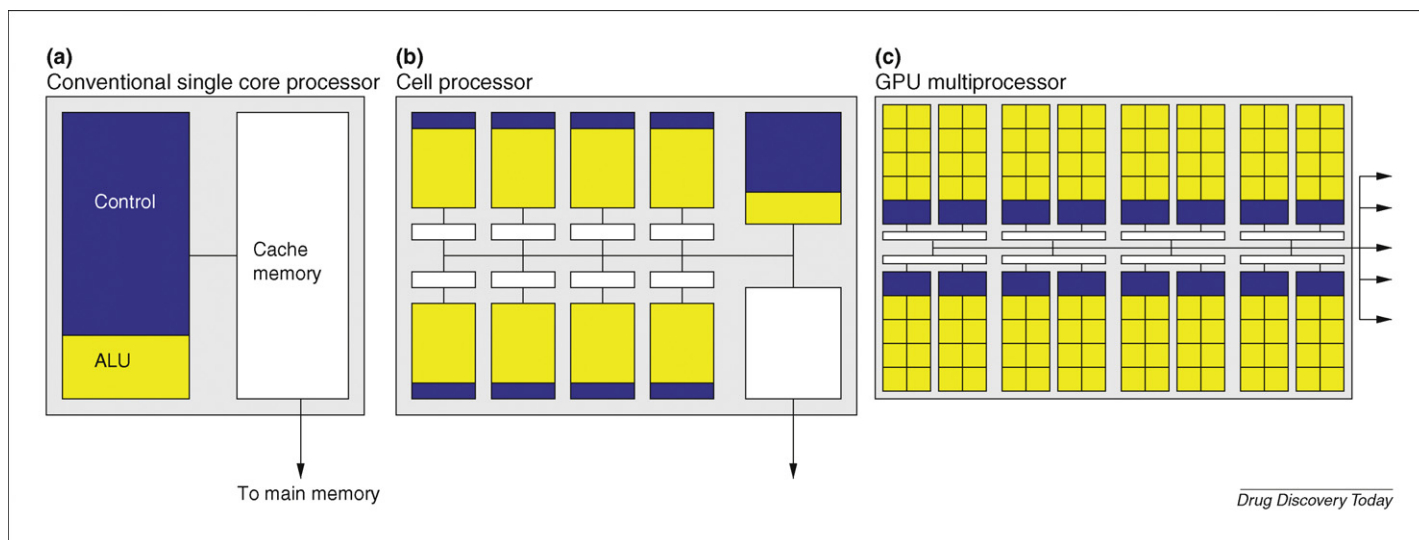 (a)
Conventional single core processor
Control
ALU
Cache
memory
To main memory
(b)
Cell processor
(c)
GPU multiprocessor
Drug Discovery Today